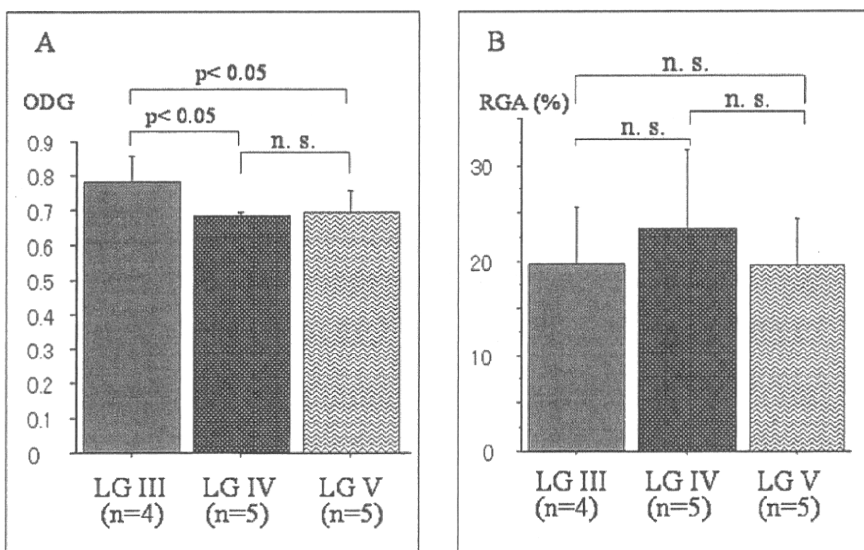 A
p< 0.05
ODG
p< 0.05
n. s.
0.9
0.8
0.7
0.6
0.5
0.4
0.3
0.2
0.1
0
LG III LG IV LG V
(n=4) (n=5) (n=5)
B
n. s.
RGA (%)
n. s.
n. s.
30
20
10
0
LG III LG IV LG V
(n=4) (n=5) (n=5)